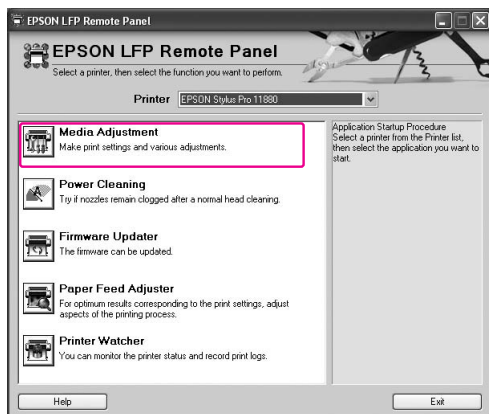 EPSON LFP Remote Panel
EPSON LFP Remote Panel
Select a printer, then select the function you want to perform.
Printer EPSON Stylus Pro 11880
Media Adjustment
Make print settings and various adjustments.
Power Cleaning
Try if nozzles remain clogged after a normal head cleaning.
Firmware Updater
The firmware can be updated.
Paper Feed Adjuster
For optimum results corresponding to the print settings, adjust
aspects of the printing process.
Printer Watcher
You can monitor the printer status and record print logs.
Application Startup Procedure
Select a printer from the Printer list,
then select the application you want to
start.
Help
Exit